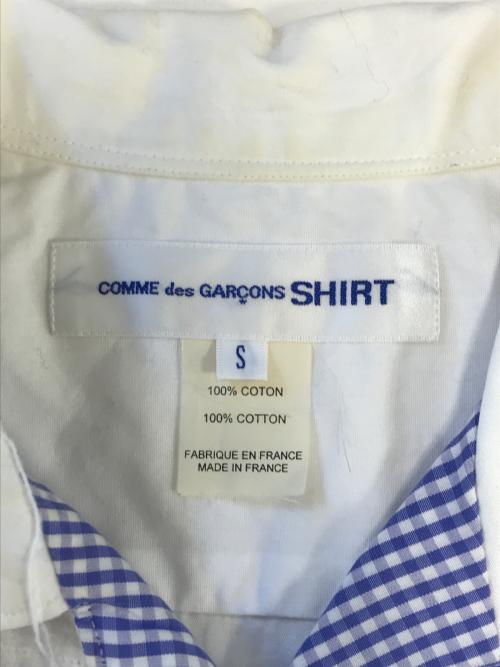 COMME des GARÇONS SHIRT
S
100% COTON
100% COTTON
FABRIQUE EN FRANCE
MADE IN FRANCE